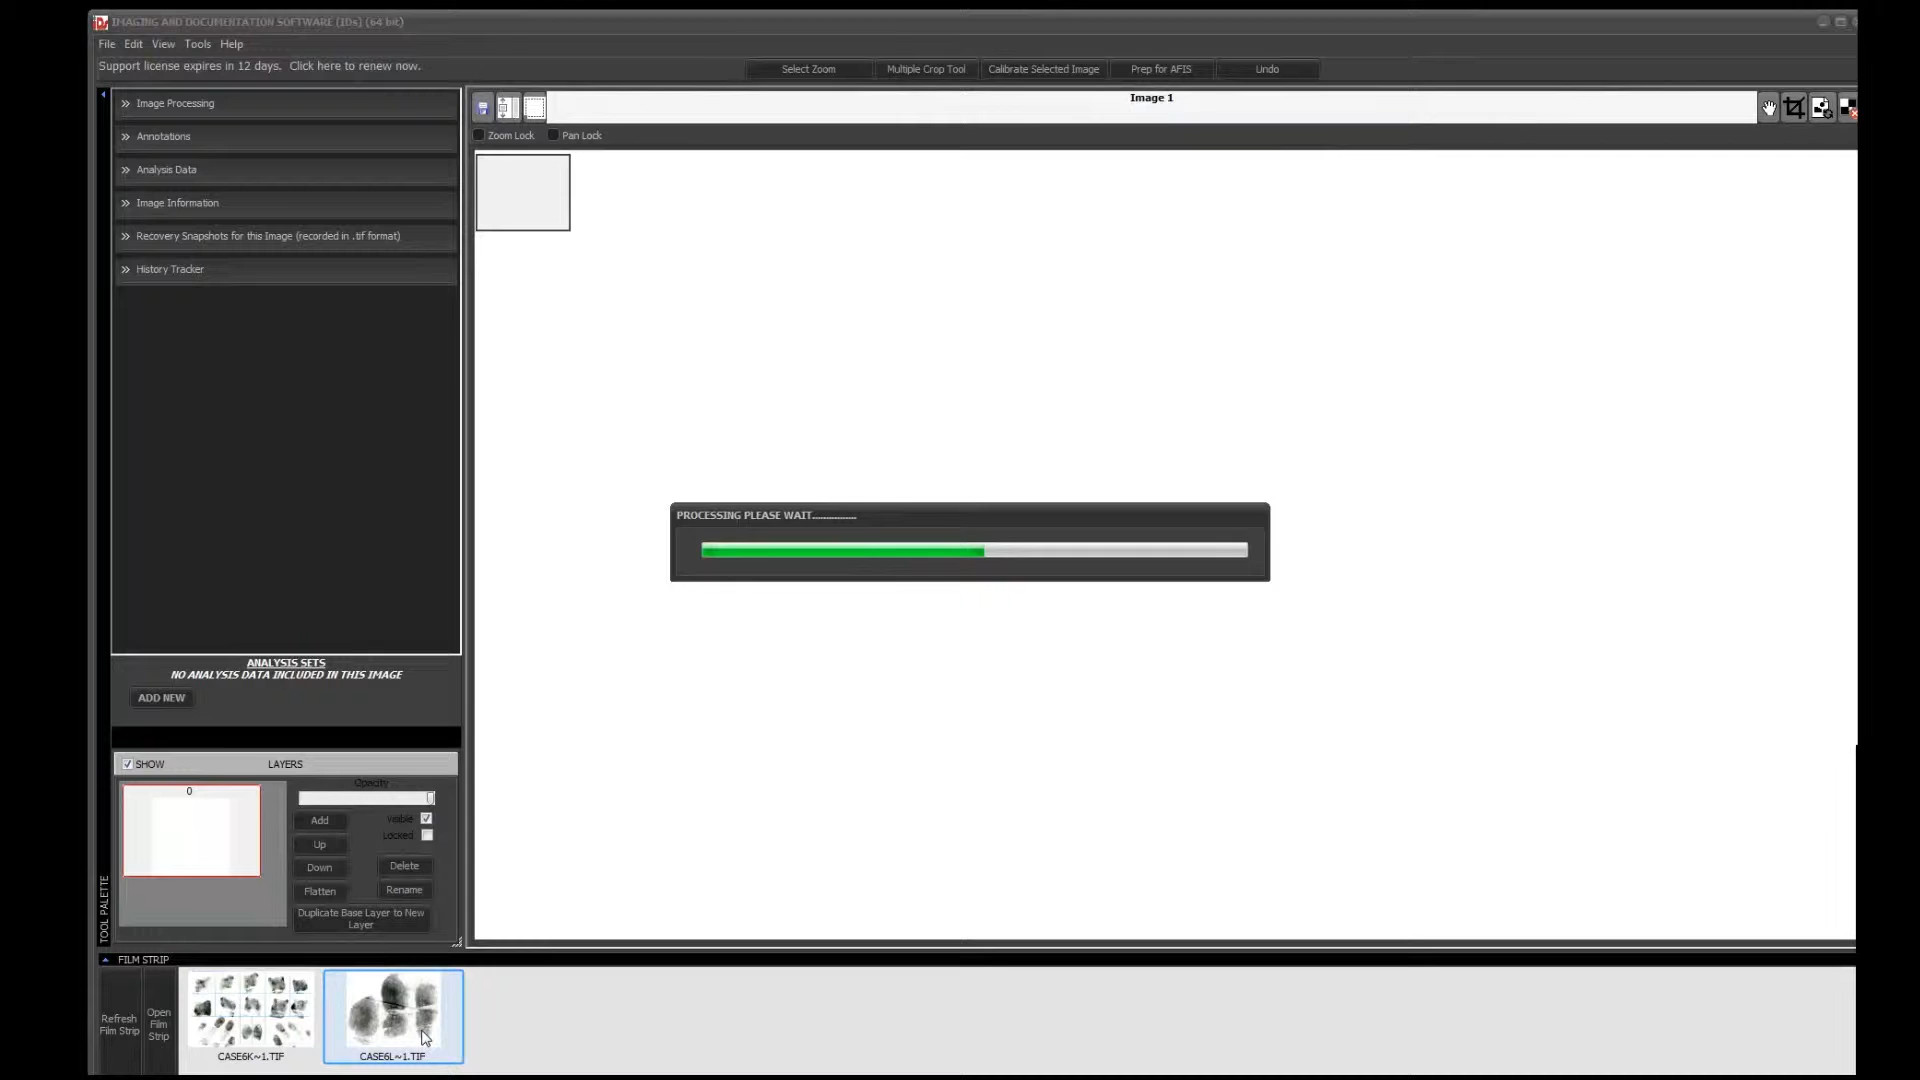 IMAGING AND DOCUMENTATION SOFTWARE (IDs) (64 bit)
File Edit View Tools Help
Support license expires in 12 days. Click here to renew now.
Select Zoom Multiple Crop Tool Calibrate Selected Image Prep for AFIS Undo
Image Processing
Image 1
Zoom Lock Pan Lock
Annotations
Analysis Data
Image Information
Recovery Snapshots for this Image (recorded in .tif format)
History Tracker
PROCESSING PLEASE WAIT................
ANALYSIS SETS
NO ANALYSIS DATA INCLUDED IN THIS IMAGE
ADD NEW
SHOW LAYERS
0
Opacity
Add
Visible
Locked
Up
Down
Delete
Flatten
Rename
Duplicate Base Layer to New
Layer
TOOL PALETTE
FILM STRIP
Refresh
Film Strip
Open
Film
Strip
CASE6K~1.TIF
CASE6L~1.TIF